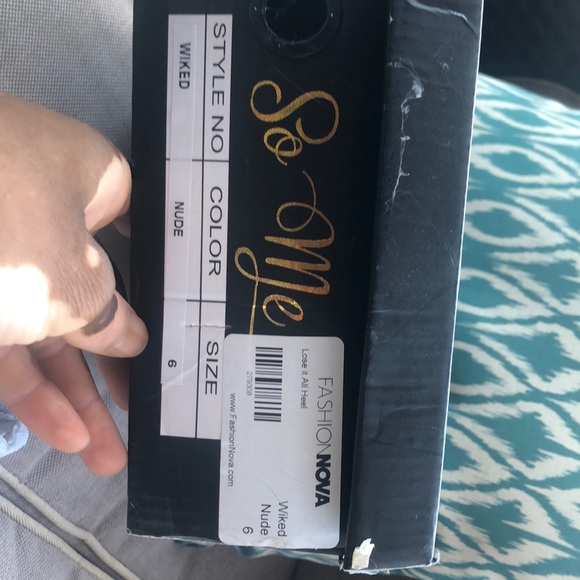 So Me
STYLE NO COLOR SIZE
WIKED NUDE 6
FASHIONNOVA
Lose it All Heel
279308
www.FashionNova.com
Wiked
Nude
6